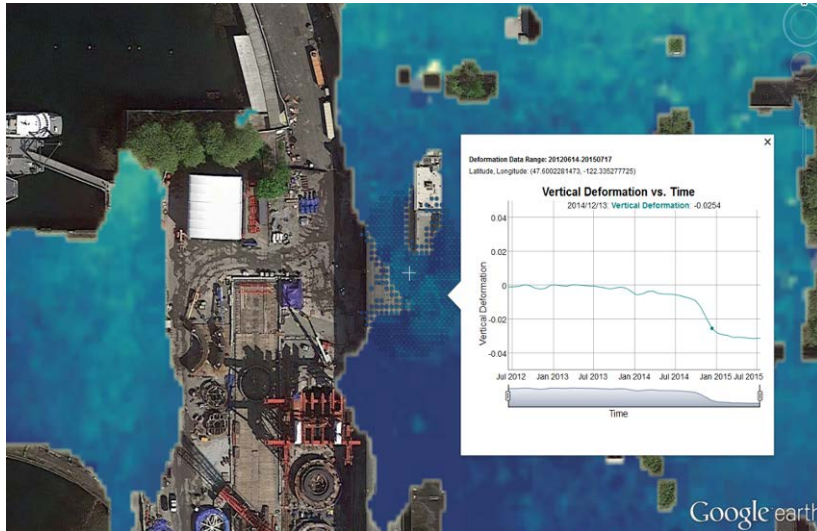 ×
Deformation Data Range: 20120614-20150717
Latitude, Longitude: (47.6002281473, -122.335277725)
Vertical Deformation vs. Time
2014/12/13: Vertical Deformation: -0.0254
0.04
0.02
0
-0.02
-0.04
Vertical Deformation
Jul 2012 Jan 2013 Jul 2013 Jan 2014 Jul 2014 Jan 2015 Jul 2015
Time
Google earth